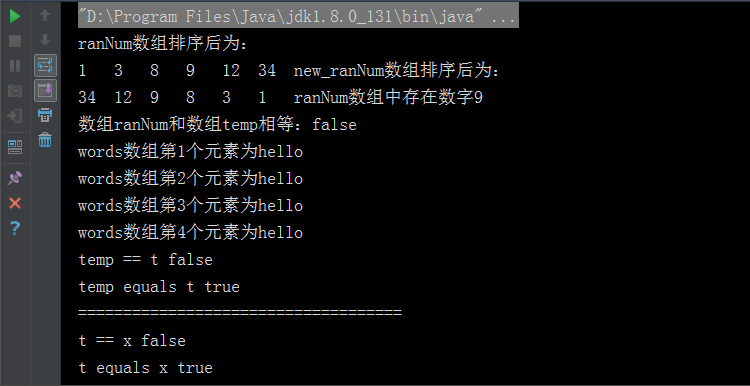 "D:\Program Files\Java\jdk1.8.0_131\bin\java" ...
ranNum数组排序后为:
1 3 8 9 12 34 new_ranNum数组排序后为:
34 12 9 8 3 1 ranNum数组中存在数字9
数组ranNum和数组temp相等: false
words数组第1个元素为hello
words数组第2个元素为hello
words数组第3个元素为hello
words数组第4个元素为hello
temp == t false
temp equals t true
====================================
t == x false
t equals x true